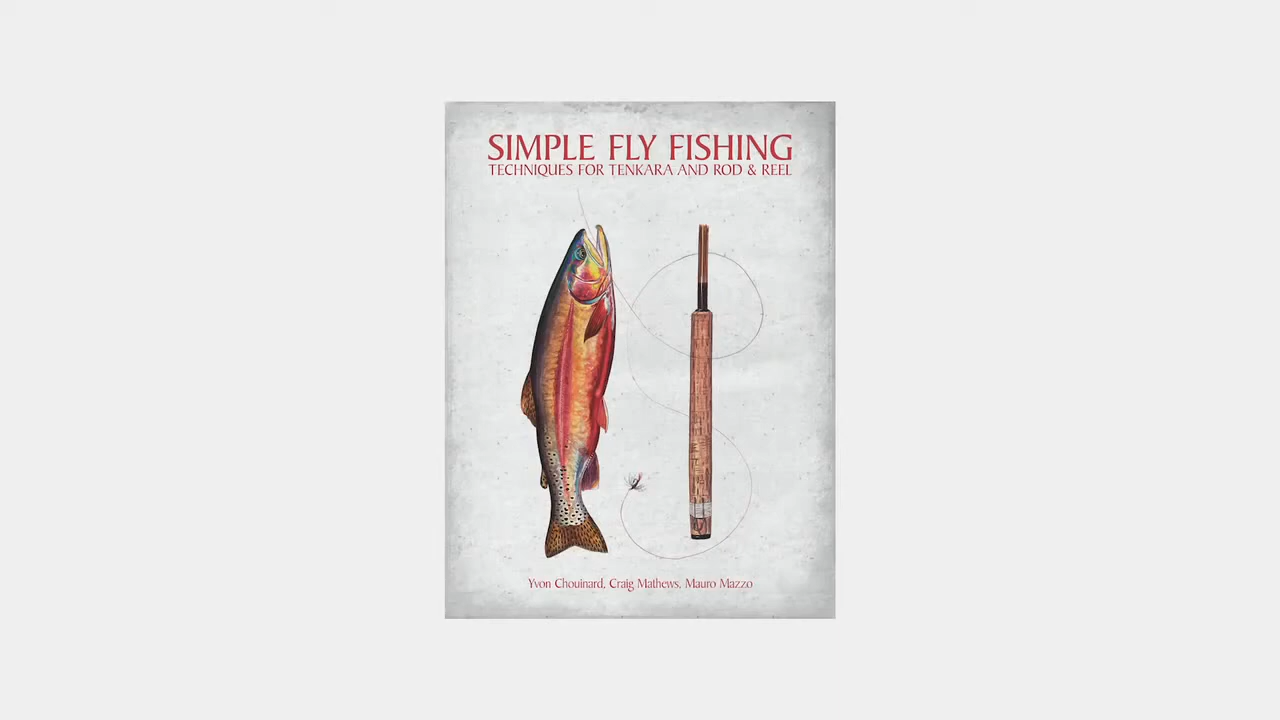 SIMPLE FLY FISHING
TECHNIQUES FOR TENKARA AND ROD & REEL
Yvon Chouinard, Craig Mathews, Mauro Mazzo